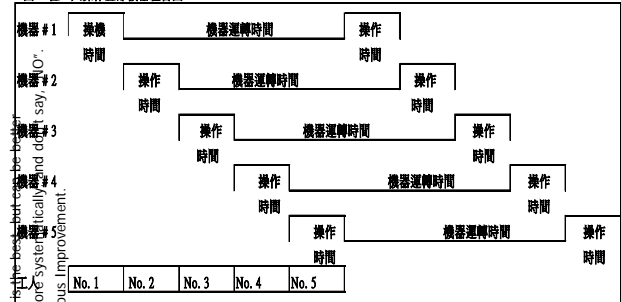 機器 #1 操機 機器運轉時間 操作
時間 時間
機器 #2 操作 機器運轉時間 操作
時間 時間
機器 #3 操作 機器運轉時間 操作
時間 時間
機器 #4 操作 機器運轉時間 操作
時間 時間
機器 #5 操作 機器運轉時間 操作
時間 時間
工人 No. 1 No. 2 No. 3 No. 4 No. 5
is the best, but can be better
ore systematically, and don't say, "NO".
ous Improvement.